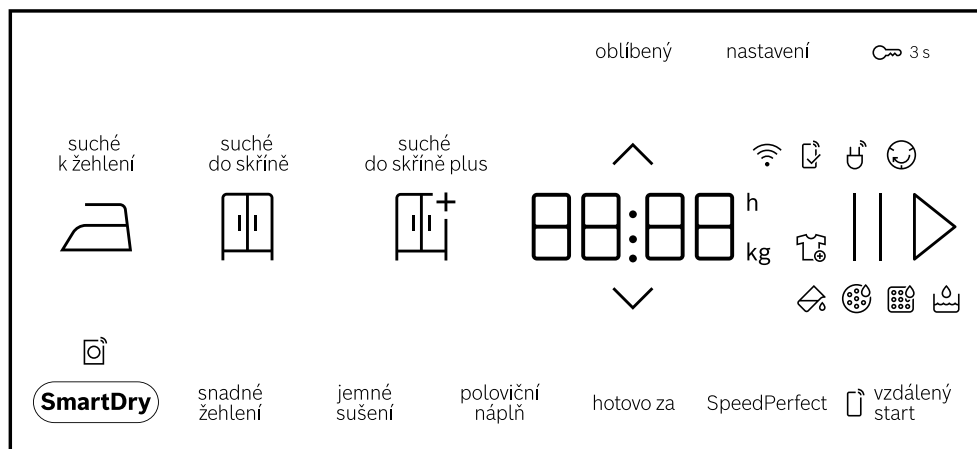 oblíbený
nastavení
3 s
suché
k žehlení
suché
do skříně
suché
do skříně plus
88:88
h
kg
SmartDry
snadné
žehlení
jemné
sušení
poloviční
náplň
hotovo za
SpeedPerfect
vzdálený
start